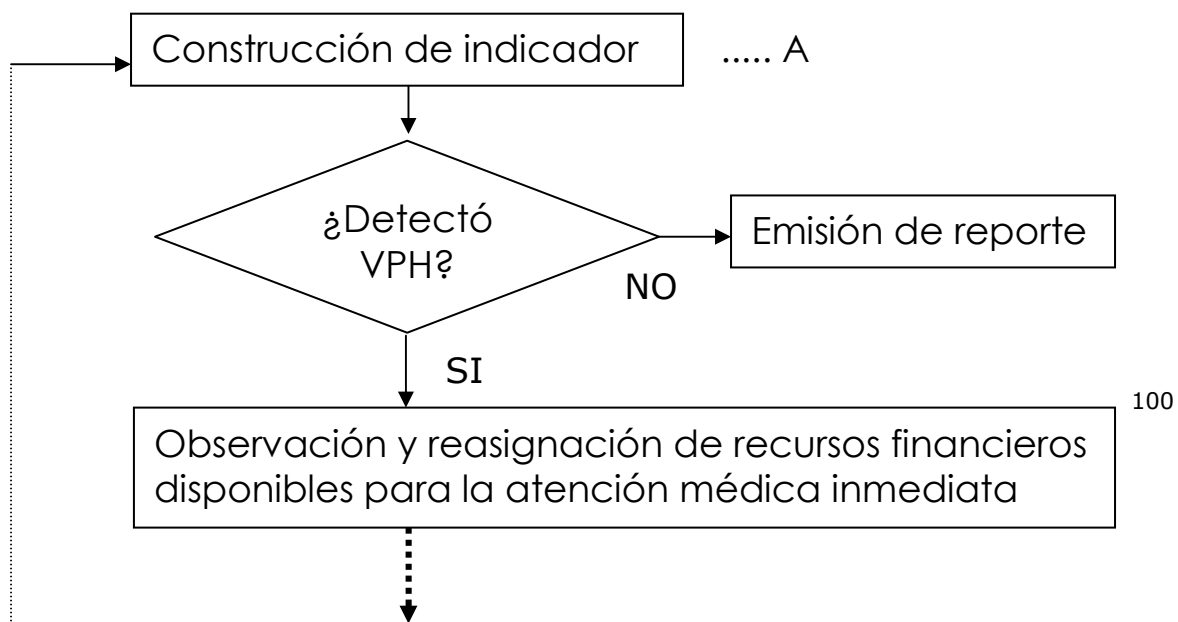 Construcción de indicador ..... A
¿Detectó
VPH?
Emisión de reporte
NO
SI
100
Observación y reasignación de recursos financieros
disponibles para la atención médica inmediata